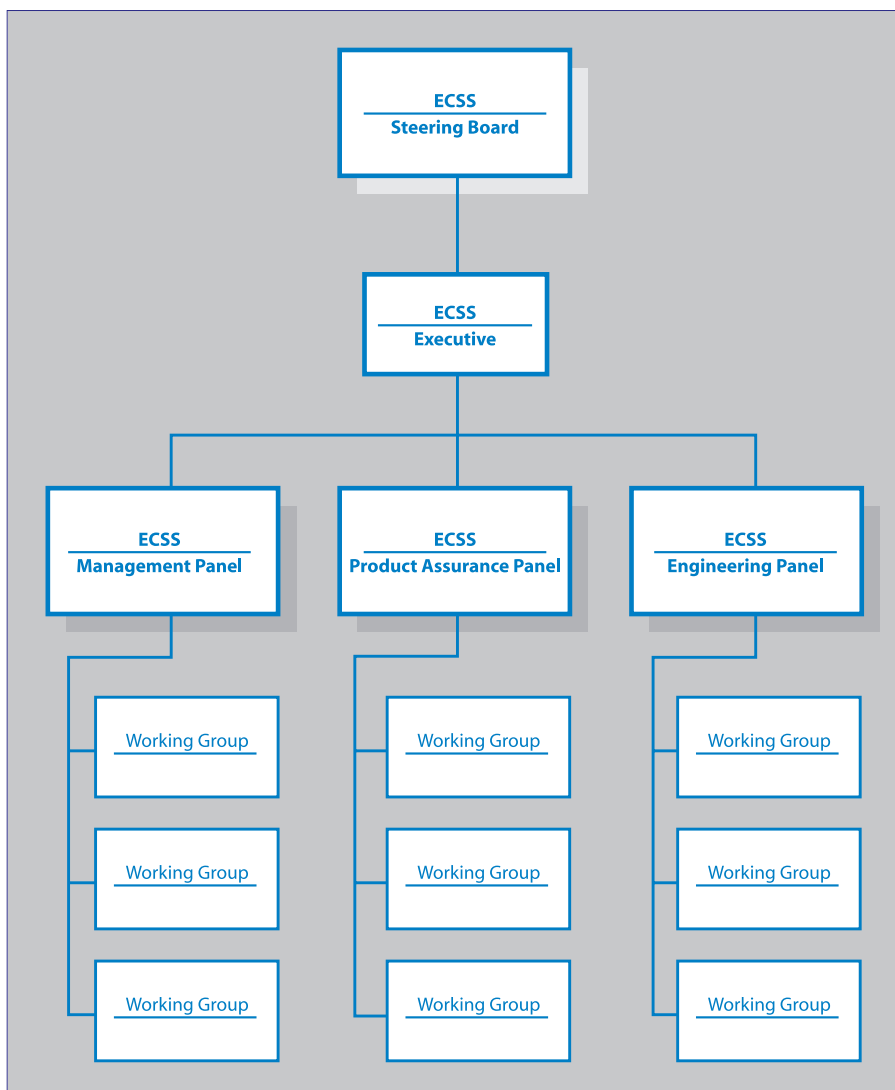 ECSS
Steering Board
ECSS
Executive
ECSS
Management Panel
ECSS
Product Assurance Panel
ECSS
Engineering Panel
Working Group
Working Group
Working Group
Working Group
Working Group
Working Group
Working Group
Working Group
Working Group